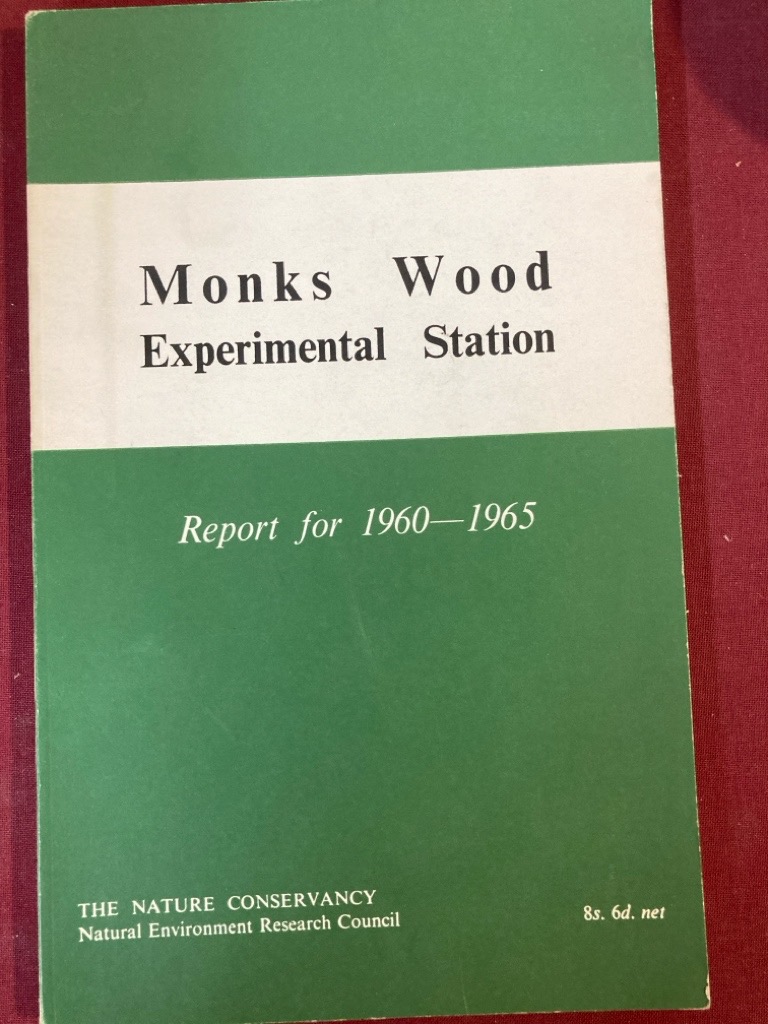 Monks Wood
Experimental Station
Report for 1960—1965
THE NATURE CONSERVANCY
Natural Environment Research Council
8s. 6d. net